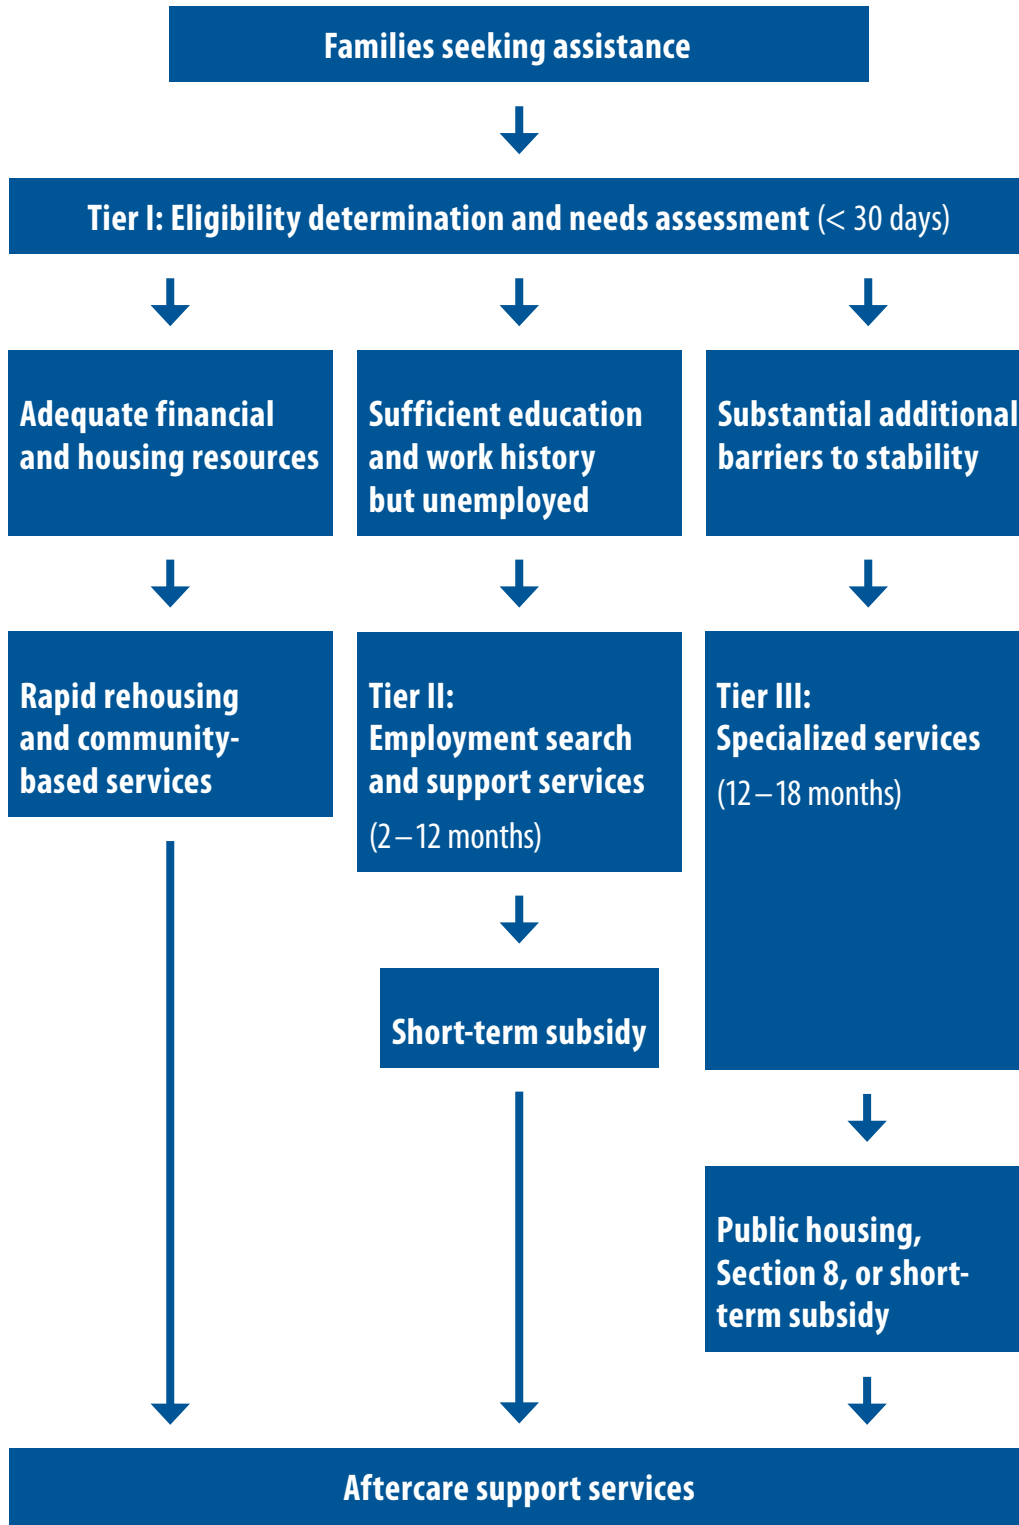 Families seeking assistance
Tier I: Eligibility determination and needs assessment (< 30 days)
Adequate financial
and housing resources
Sufficient education
and work history
but unemployed
Substantial additional
barriers to stability
Rapid rehousing
and community-
based services
Tier II:
Employment search
and support services
(2–12 months)
Tier III:
Specialized services
(12–18 months)
Short-term subsidy
Public housing,
Section 8, or short-
term subsidy
Aftercare support services